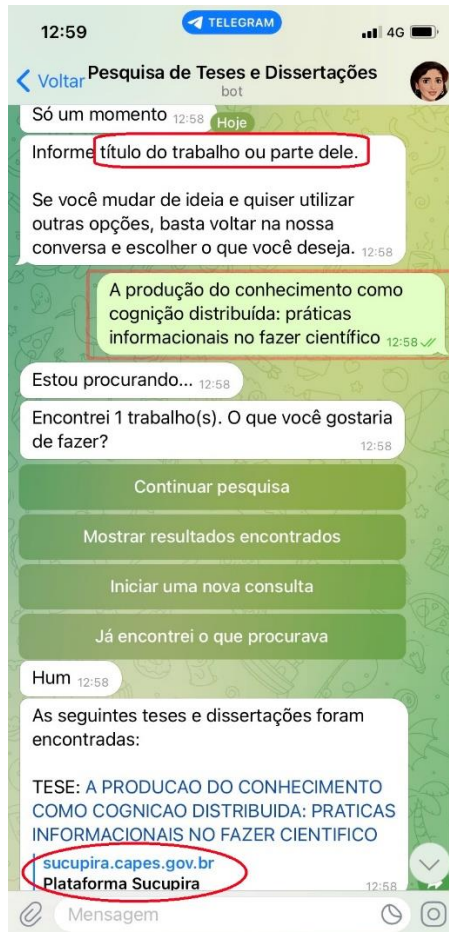 12:59
TELEGRAM
4G
Voltar
Pesquisa de Teses e Dissertações
bot
Só um momento 12:58
Hoje
Informe título do trabalho ou parte dele.
Se você mudar de ideia e quiser utilizar
outras opções, basta voltar na nossa
conversa e escolher o que você deseja. 12:58
A produção do conhecimento como
cognição distribuída: práticas
informacionais no fazer científico 12:58
Estou procurando... 12:58
Encontrei 1 trabalho(s). O que você gostaria
de fazer? 12:58
Continuar pesquisa
Mostrar resultados encontrados
Iniciar uma nova consulta
Já encontrei o que procurava
Hum 12:58
As seguintes teses e dissertações foram
encontradas:
TESE: A PRODUCAO DO CONHECIMENTO
COMO COGNICAO DISTRIBUIDA: PRATICAS
INFORMACIONAIS NO FAZER CIENTIFICO
sucupira.capes.gov.br
Plataforma Sucupira 12:58
Mensagem